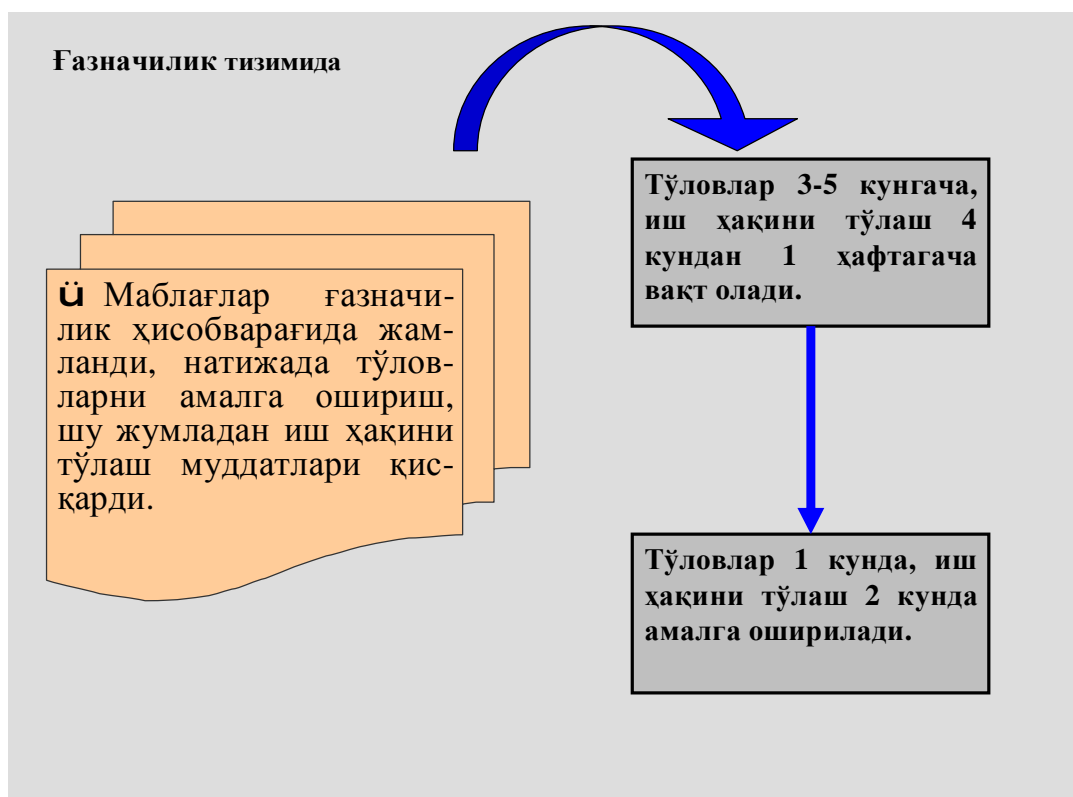 Ғазначилик тизимида
ü Маблағлар ғазначи-
лик ҳисобварағида жам-
ланди, натижада тўлов-
ларни амалга ошириш,
шу жумладан иш ҳақини
тўлаш муддатлари қис-
қарди.
Тўловлар 3-5 кунгача,
иш ҳақини тўлаш 4
кундан 1 ҳафтагача
вақт олади.
Тўловлар 1 кунда, иш
ҳақини тўлаш 2 кунда
амалга оширилади.